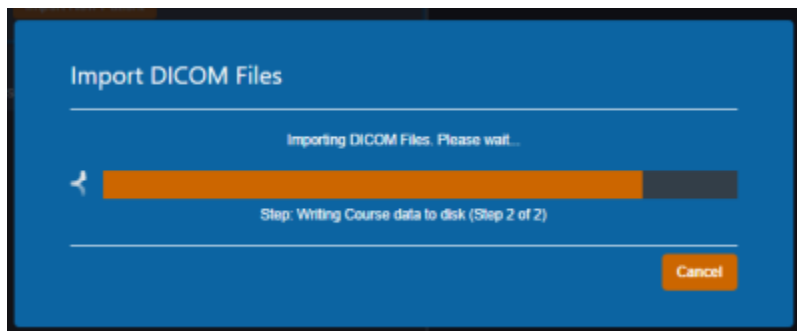 Import DICOM Files
Importing DICOM Files. Please wait...
Step: Writing Course data to disk (Step 2 of 2)
Cancel